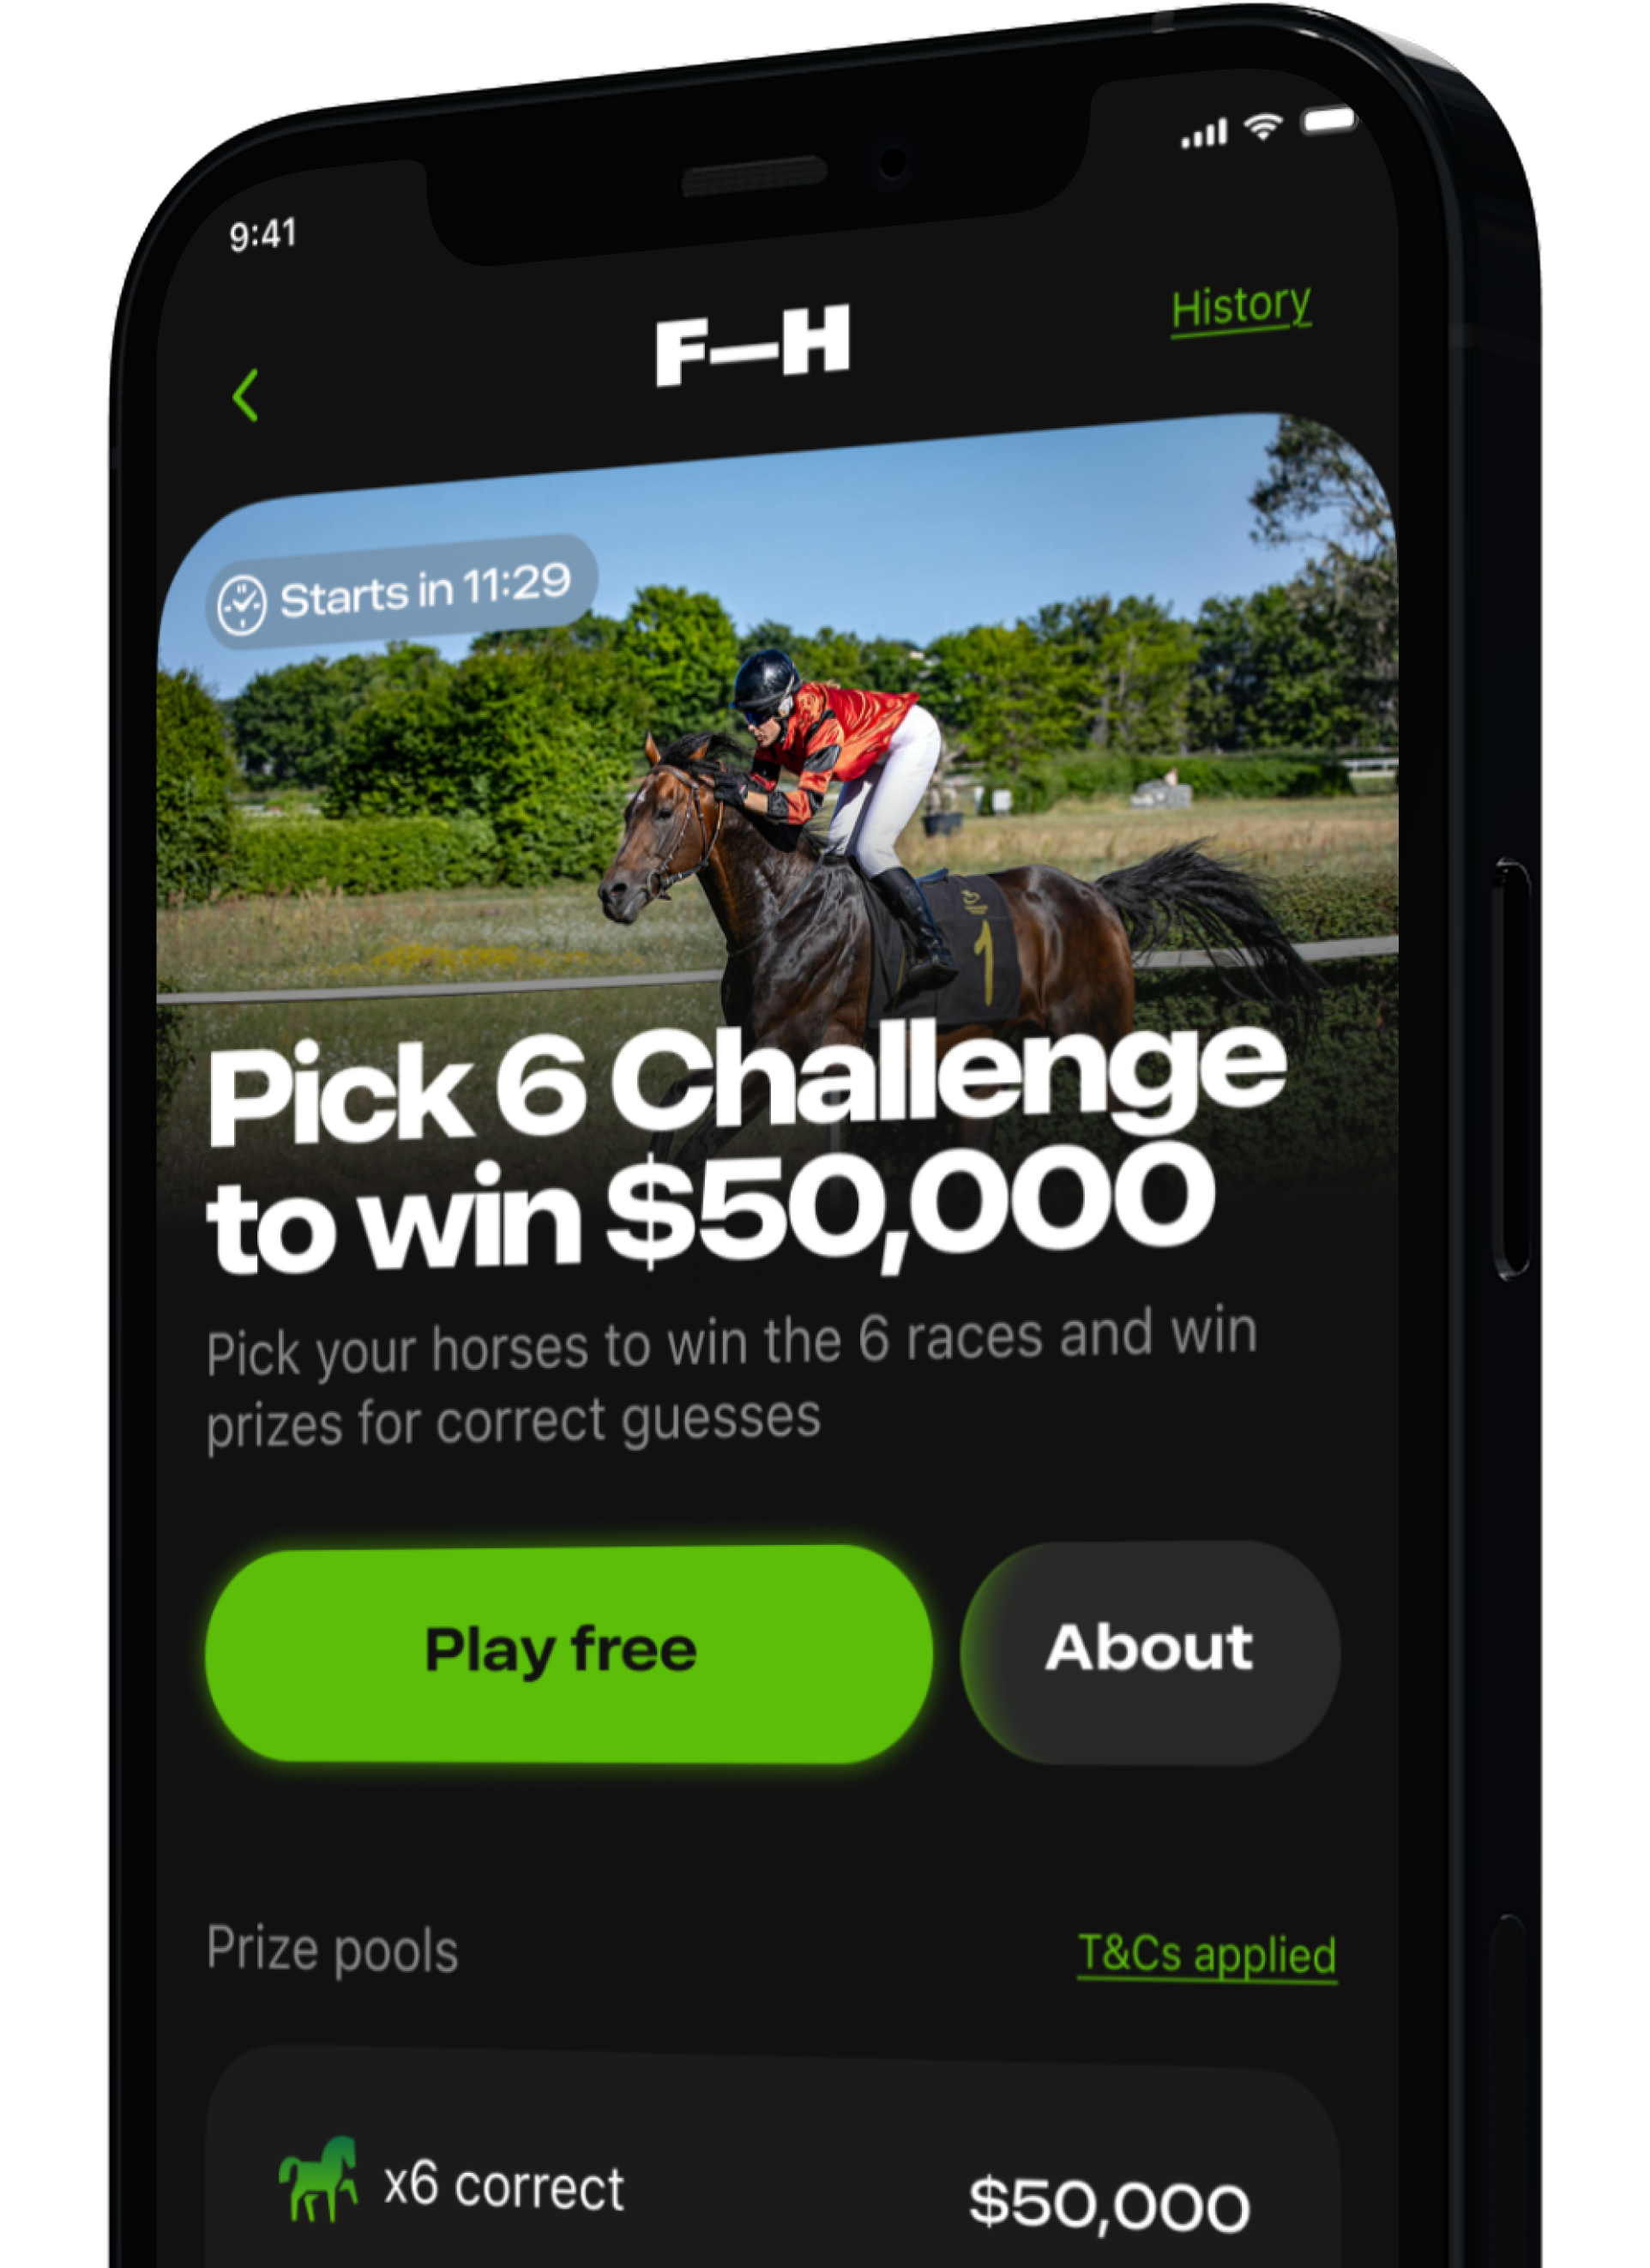 9:41
F—H
History
Starts in 11:29
1
Pick 6 Challenge
to win $50,000
Pick your horses to win the 6 races and win
prizes for correct guesses
Play free
About
Prize pools
T&Cs applied
x6 correct
$50,000